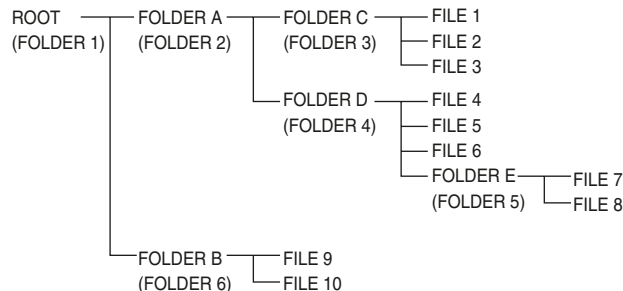 ROOT FOLDER A FOLDER C FILE 1
(FOLDER 1) (FOLDER 2) (FOLDER 3) FILE 2
FILE 3
FOLDER D FILE 4
(FOLDER 4) FILE 5
FILE 6
FOLDER E FILE 7
(FOLDER 5) FILE 8
FOLDER B FILE 9
(FOLDER 6) FILE 10